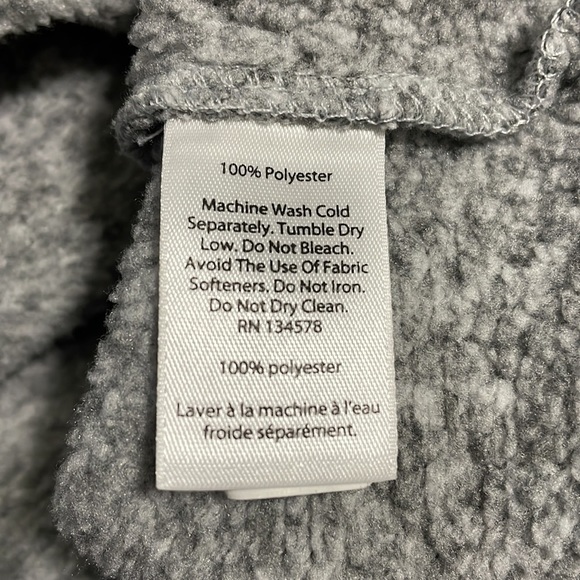 100% Polyester
Machine Wash Cold
Separately. Tumble Dry
Low. Do Not Bleach.
Avoid The Use Of Fabric
Softeners. Do Not Iron.
Do Not Dry Clean.
RN 134578
100% polyester
Laver à la machine à l'eau
froide séparément.